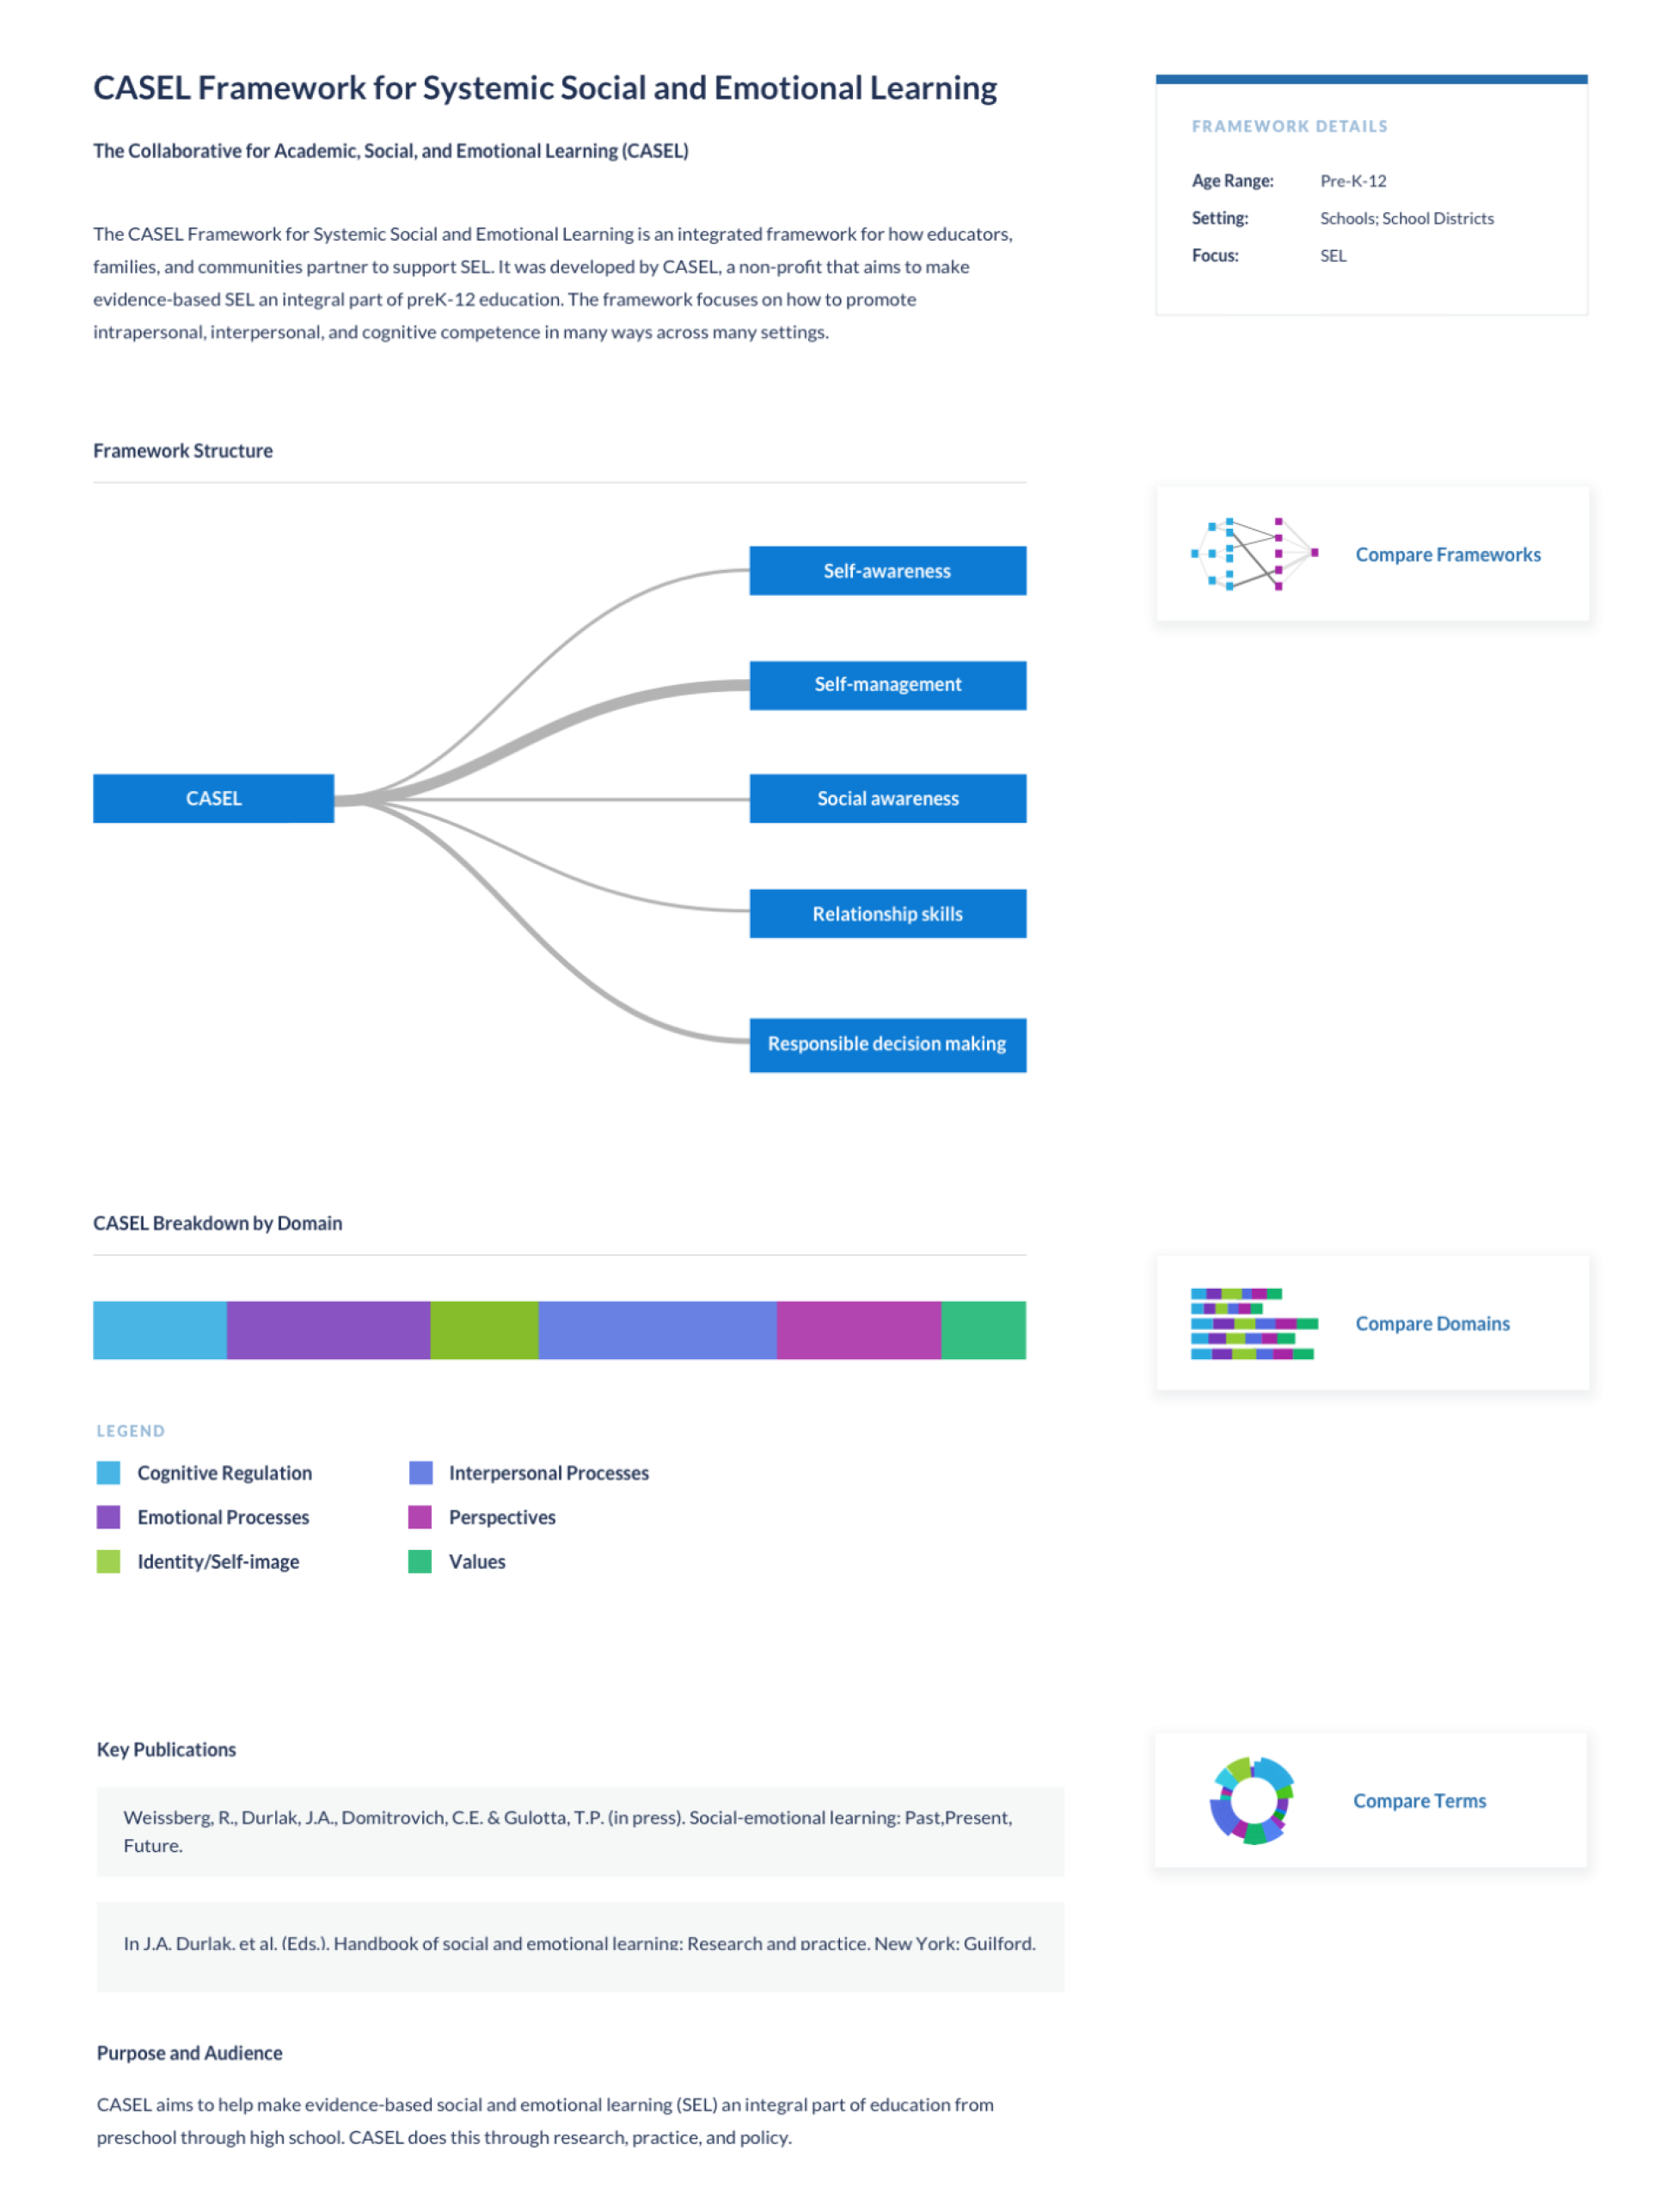 CASEL Framework for Systemic Social and Emotional Learning
The Collaborative for Academic, Social, and Emotional Learning (CASEL)
The CASEL Framework for Systemic Social and Emotional Learning is an integrated framework for how educators,
families, and communities partner to support SEL. It was developed by CASEL, a non-profit that aims to make
evidence-based SEL an integral part of preK-12 education. The framework focuses on how to promote
intrapersonal, interpersonal, and cognitive competence in many ways across many settings.
FRAMEWORK DETAILS
Age Range: Pre-K-12
Setting: Schools; School Districts
Focus: SEL
Framework Structure
CASEL
Self-awareness
Self-management
Social awareness
Relationship skills
Responsible decision making
Compare Frameworks
CASEL Breakdown by Domain
LEGEND
Cognitive Regulation
Emotional Processes
Identity/Self-image
Interpersonal Processes
Perspectives
Values
Compare Domains
Key Publications
Weissberg, R., Durlak, J.A., Domitrovich, C.E. & Gulotta, T.P. (in press). Social-emotional learning: Past,Present,
Future.
In J.A. Durlak. et al. (Eds.). Handbook of social and emotional learning: Research and practice. New York: Guilford.
Compare Terms
Purpose and Audience
CASEL aims to help make evidence-based social and emotional learning (SEL) an integral part of education from
preschool through high school. CASEL does this through research, practice, and policy.